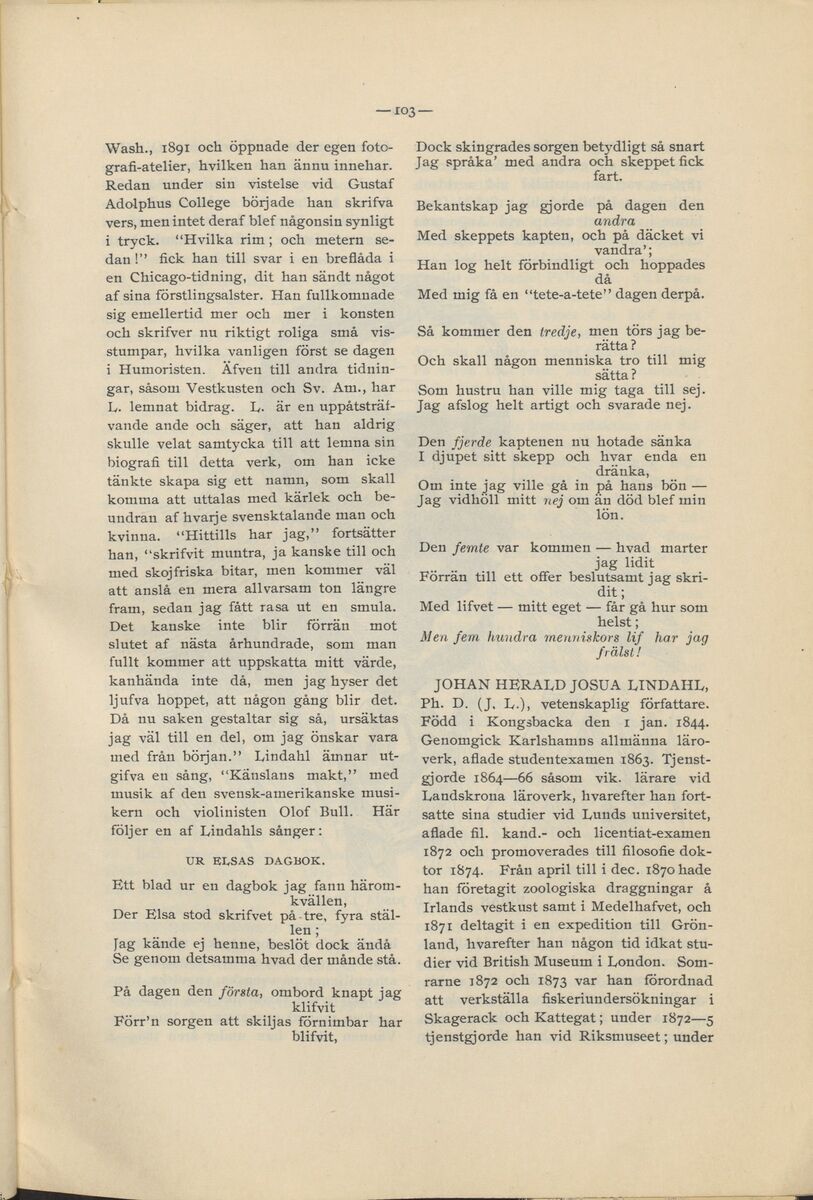 — 103 —
Wash., 1891 och öppnade der egen foto-
grafi-atelier, hvilken han ännu innehar.
Redan under sin vistelse vid Gustaf
Adolphus College började han skrifva
vers, men intet deraf blef någonsin synligt
i tryck. “Hvilka rim; och metern se-
dan!” fick han till svar i en breflåda i
en Chicago-tidning, dit han sändt något
af sina förstlingsalster. Han fullkomnade
sig emellertid mer och mer i konsten
och skrifver nu riktigt roliga små vis-
stumpar, hvilka vanligen först se dagen
i Humoristen. Äfven till andra tidnin-
gar, såsom Vestkusten och Sv. Am., har
L. lemnat bidrag. L. är en uppåtsträf-
vande ande och säger, att han aldrig
skulle velat samtycka till att lemna sin
biografi till detta verk, om han icke
tänkte skapa sig ett namn, som skall
komma att uttalas med kärlek och be-
undran af hvarje svensktalande man och
kvinna. “Hittills har jag,” fortsätter
han, “skrifvit muntra, ja kanske till och
med skojfriska bitar, men kommer väl
att anslå en mera allvarsam ton längre
fram, sedan jag fått rasa ut en smula.
Det kanske inte blir förrän mot
slutet af nästa århundrade, som man
fullt kommer att uppskatta mitt värde,
kanhända inte då, men jag hyser det
ljufva hoppet, att någon gång blir det.
Då nu saken gestaltar sig så, ursäktas
jag väl till en del, om jag önskar vara
med från början.” Lindahl ämnar ut-
gifva en sång, “Känslans makt,” med
musik af den svensk-amerikanske musi-
kern och violinisten Olof Bull. Här
följer en af Lindahls sånger:
UR ELSAS DAGBOK.
Ett blad ur en dagbok jag fann härom-
kvällen,
Der Elsa stod skrifvet på tre, fyra stäl-
len;
Jag kände ej henne, beslöt dock ändå
Se genom detsamma hvad der månde stå.
På dagen den första, ombord knapt jag
klifvit
Förr’n sorgen att skiljas förnimbar har
blifvit,
Dock skingrades sorgen betydligt så snart
Jag språka’ med andra och skeppet fick
fart.
Bekantskap jag gjorde på dagen den
andra
Med skeppets kapten, och på däcket vi
vandra’;
Han log helt förbindligt och hoppades
då
Med mig få en “tete-a-tete” dagen derpå.
Så kommer den tredje, men törs jag be-
rätta?
Och skall någon menniska tro till mig
sätta?
Som hustru han ville mig taga till sej.
Jag afslog helt artigt och svarade nej.
Den fjerde kaptenen nu hotade sänka
I djupet sitt skepp och hvar enda en
dränka,
Om inte jag ville gå in på hans bön —
Jag vidhöll mitt nej om än död blef min
lön.
Den femte var kommen — hvad marter
jag lidit
Förrän till ett offer beslutsamt jag skri-
dit;
Med lifvet — mitt eget — får gå hur som
helst;
Men fem hundra menniskors lif har jag
frälst!
JOHAN HERALD JOSUA LINDAHL,
Ph. D. (J. L.), vetenskaplig författare.
Född i Kongsbacka den 1 jan. 1844.
Genomgick Karlshamns allmänna läro-
verk, aflade studentexamen 1863. Tjenst-
gjorde 1864—66 såsom vik. lärare vid
Landskrona läroverk, hvarefter han fort-
satte sina studier vid Lunds universitet,
aflade fil. kand.- och licentiat-examen
1872 och promoverades till filosofie dok-
tor 1874. Från april till i dec. 1870 hade
han företagit zoologiska draggningar å
Irlands vestkust samt i Medelhafvet, och
1871 deltagit i en expedition till Grön-
land, hvarefter han någon tid idkat stu-
dier vid British Museum i London. Som-
rarne 1872 och 1873 var han förordnad
att verkställa fiskeriundersökningar i
Skagerack och Kattegat; under 1872—5
tjenstgjorde han vid Riksmuseet; under